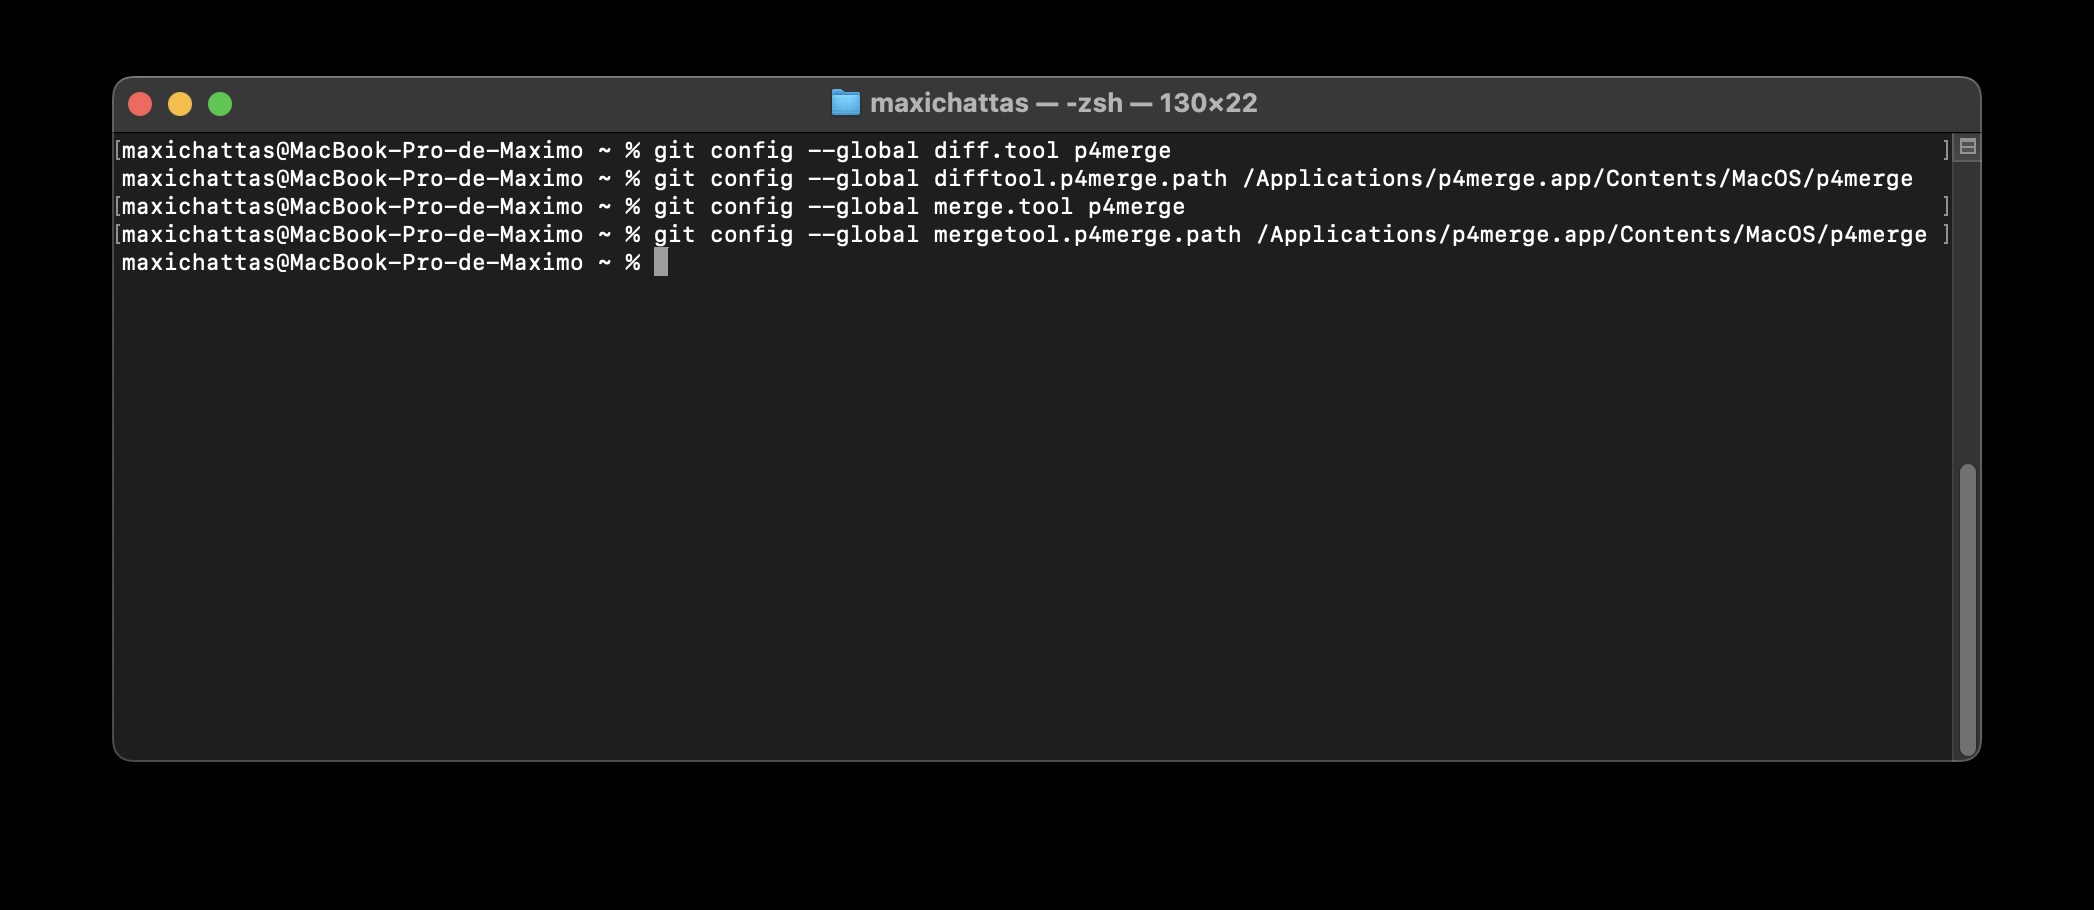 maxichattas — -zsh — 130×22
[maxichattas@MacBook-Pro-de-Maximo ~ % git config --global diff.tool p4merge ]
maxichattas@MacBook-Pro-de-Maximo ~ % git config --global difftool.p4merge.path /Applications/p4merge.app/Contents/MacOS/p4merge
[maxichattas@MacBook-Pro-de-Maximo ~ % git config --global merge.tool p4merge ]
[maxichattas@MacBook-Pro-de-Maximo ~ % git config --global mergetool.p4merge.path /Applications/p4merge.app/Contents/MacOS/p4merge ]
maxichattas@MacBook-Pro-de-Maximo ~ %